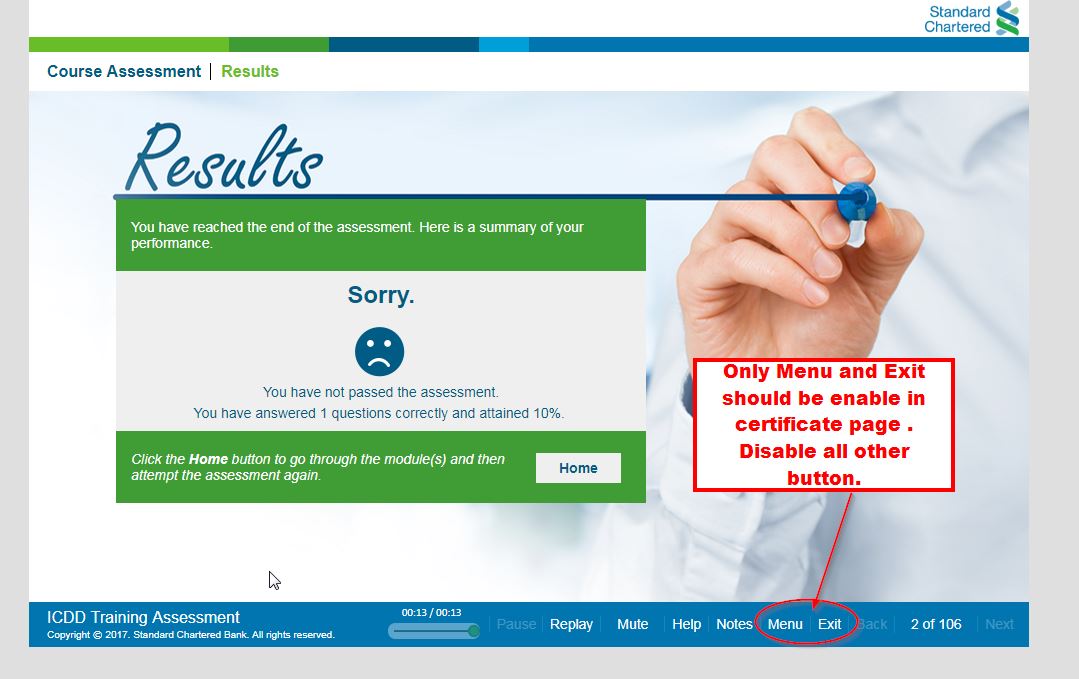 Standard
Chartered
Course Assessment | Results
Results
You have reached the end of the assessment. Here is a summary of your
performance.
Sorry.
You have not passed the assessment.
You have answered 1 questions correctly and attained 10%.
Click the Home button to go through the module(s) and then
attempt the assessment again.
Home
Only Menu and Exit
should be enable in
certificate page .
Disable all other
button.
ICDD Training Assessment
Copyright © 2017. Standard Chartered Bank. All rights reserved.
00:13 / 00:13
Pause Replay Mute Help Notes Menu Exit Back 2 of 106 Next